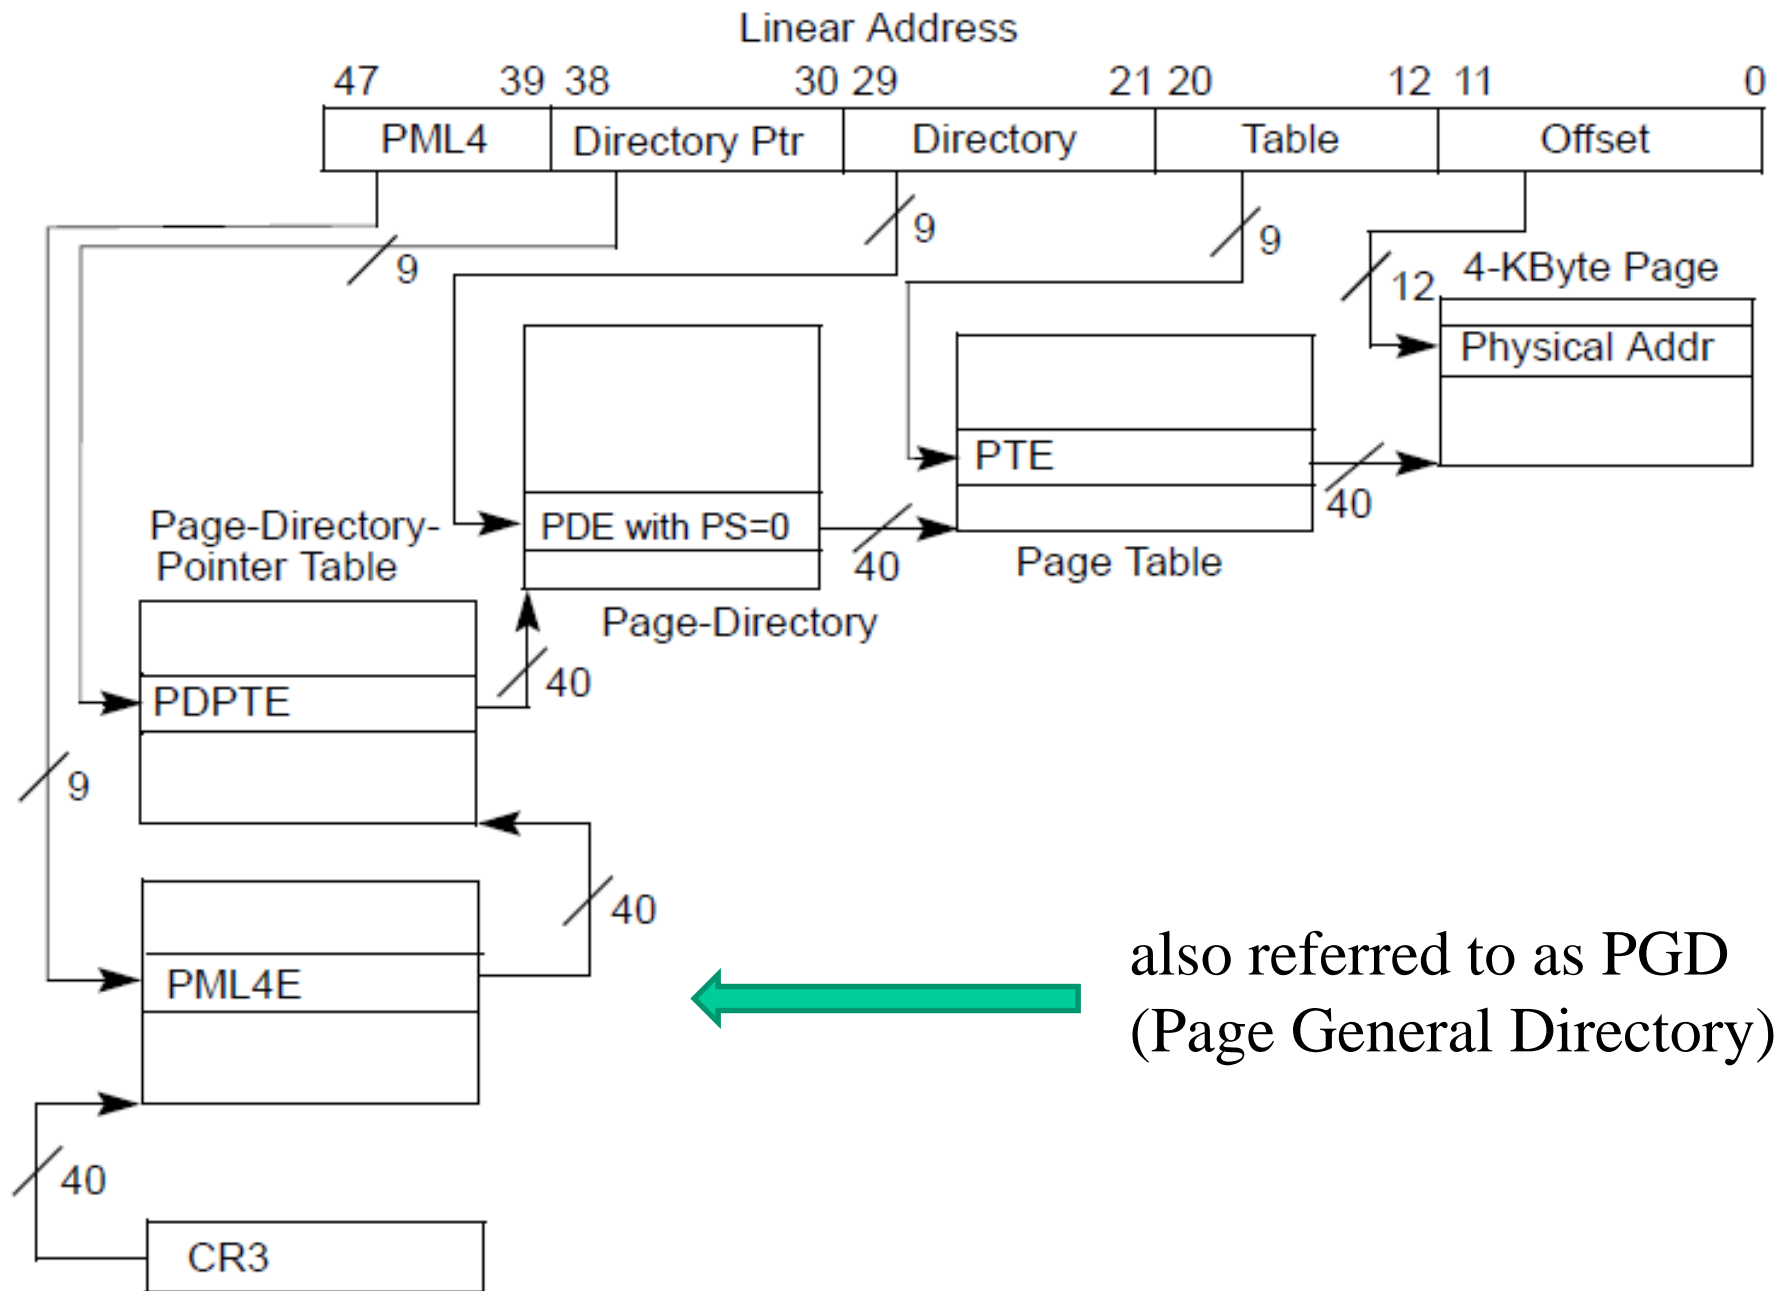 Linear Address
47 39 38 30 29 21 20 12 11 0
PML4 Directory Ptr Directory Table Offset
9
9
9
12
4-KByte Page
Physical Addr
PTE
40
Page-Directory-
Pointer Table
PDE with PS=0
40
Page Table
Page-Directory
40
PDPTE
9
40
PML4E
also referred to as PGD
(Page General Directory)
40
CR3